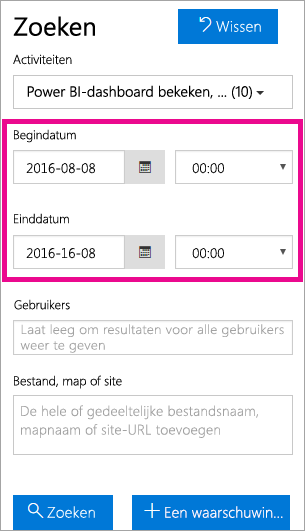 Zoeken Wissen
Activiteiten
Power BI-dashboard bekeken, ... (10)
Begindatum
2016-08-08 00:00
Einddatum
2016-16-08 00:00
Gebruikers
Laat leeg om resultaten voor alle gebruikers
weer te geven
Bestand, map of site
De hele of gedeeltelijke bestandsnaam,
mapnaam of site-URL toevoegen
Zoeken + Een waarschuwin...